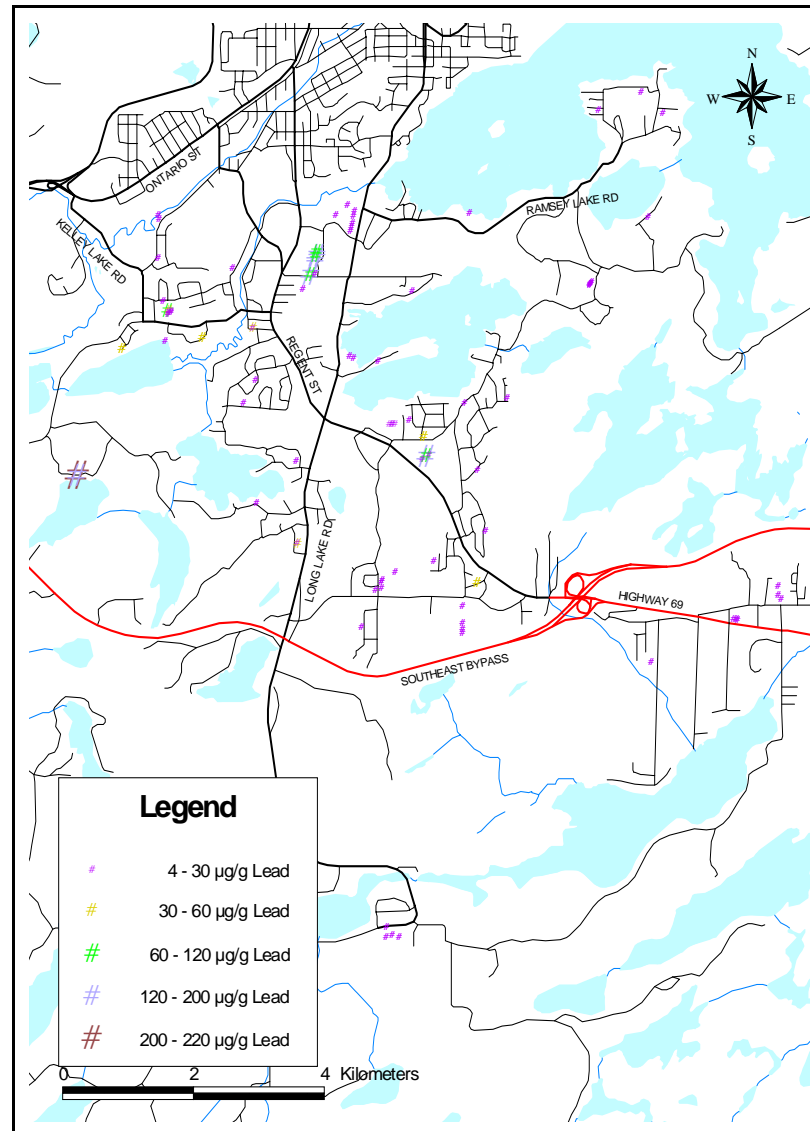 N
W E
S
ONTARIO ST
RAMSEY LAKE RD
KELLEY LAKE RD
REGENT ST
LONG LAKE RD
HIGHWAY 69
SOUTHEAST BYPASS
Legend
# 4 - 30 µg/g Lead
# 30 - 60 µg/g Lead
# 60 - 120 µg/g Lead
# 120 - 200 µg/g Lead
# 200 - 220 µg/g Lead
0 2 4 Kilometers